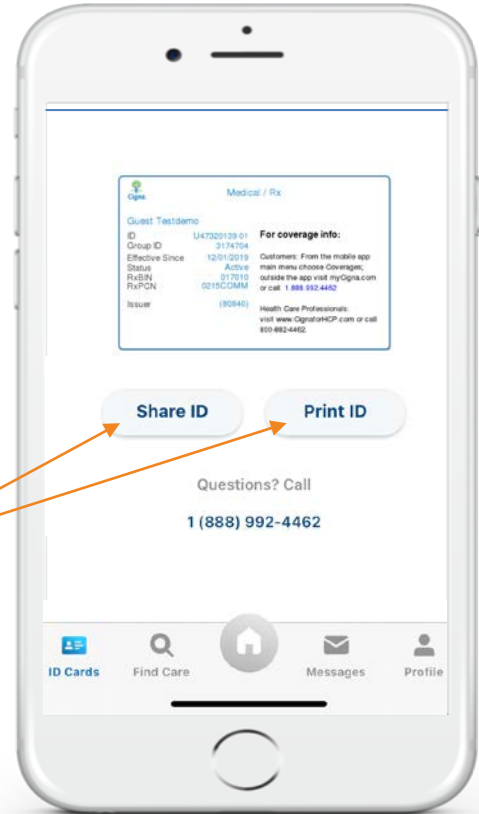 Cigna
Medical / Rx
Guest Testdemo
ID U47320139 01
Group ID 3174704
Effective Since 12/01/2019
Status Active
RxBIN 017010
RxPCN 0215COMM
Issuer (80840)
For coverage info:
Customers: From the mobile app
main menu choose Coverages;
outside the app visit myCigna.com
or call 1.888.992.4462
Health Care Professionals:
visit www.CignaforHCP.com or call
800-882-4462
Share ID
Print ID
Questions? Call
1 (888) 992-4462
ID Cards
Find Care
Messages
Profile